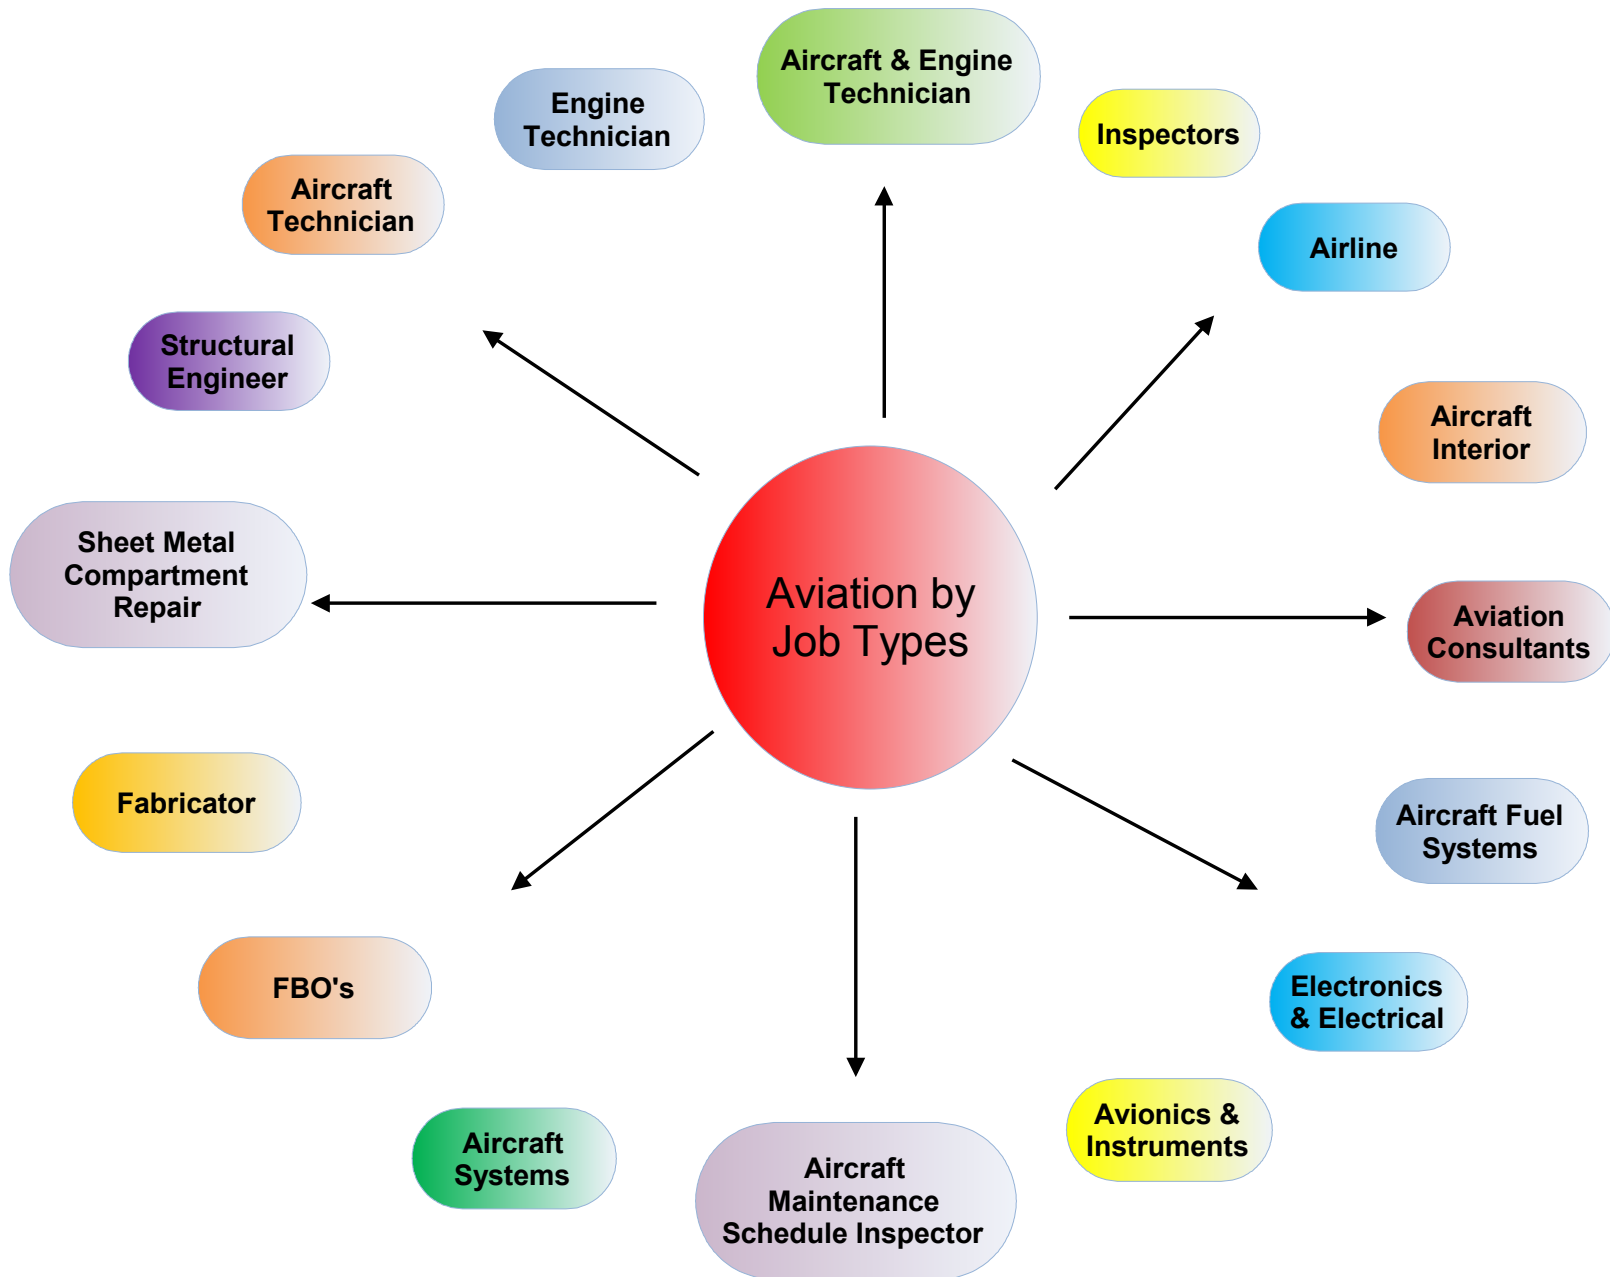 Aircraft & Engine
Technician
Engine
Technician
Inspectors
Aircraft
Technician
Airline
Structural
Engineer
Aircraft
Interior
Sheet Metal
Compartment
Repair
Aviation by
Job Types
Aviation
Consultants
Fabricator
Aircraft Fuel
Systems
FBO's
Electronics
& Electrical
Aircraft
Systems
Avionics &
Instruments
Aircraft
Maintenance
Schedule Inspector